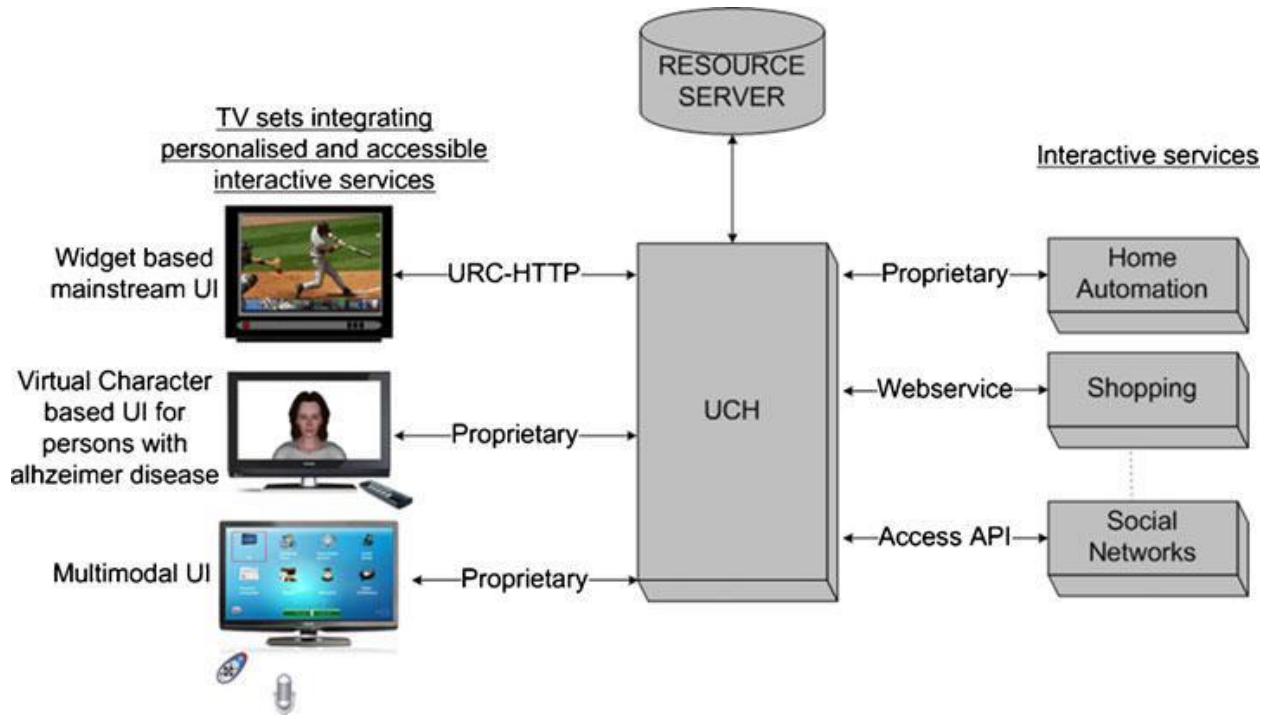 RESOURCE
SERVER
TV sets integrating
personalised and accessible
interactive services
Interactive services
Widget based
mainstream UI
URC-HTTP
Proprietary
Home
Automation
Virtual Character
based UI for
persons with
alhzeimer disease
Proprietary
UCH
Webservice
Shopping
Multimodal UI
Proprietary
Access API
Social
Networks